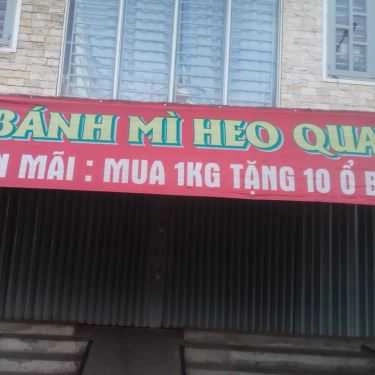 BÁNH MÌ HEO QUA
N MÃI : MUA 1KG TẶNG 10 Ổ B